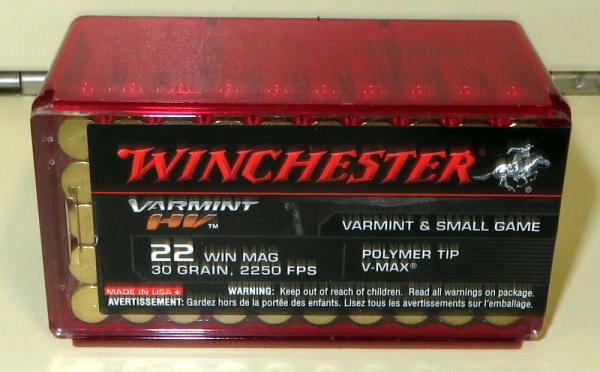 WINCHESTER
®
VARMINT
HV™
VARMINT & SMALL GAME
22 WIN MAG
30 GRAIN, 2250 FPS
POLYMER TIP
V-MAX®
MADE IN USA ★
WARNING: Keep out of reach of children. Read all warnings on package.
AVERTISSEMENT: Gardez hors de la portée des enfants. Lisez tous les avertissements sur l'emballage.